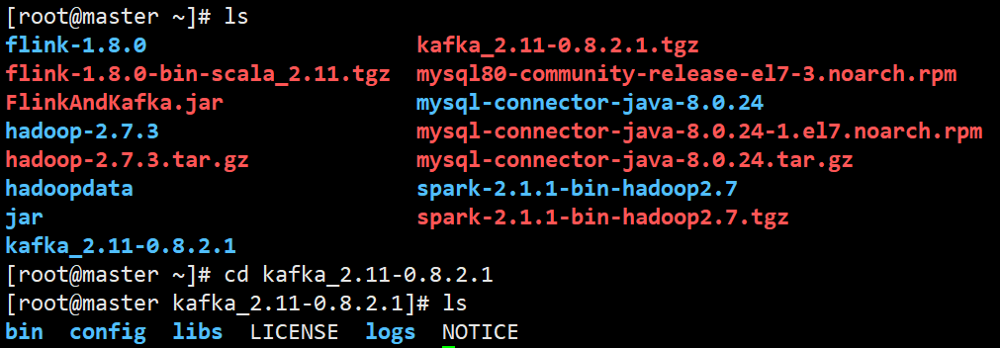 [root@master ~]# ls
flink-1.8.0 kafka_2.11-0.8.2.1.tgz
flink-1.8.0-bin-scala_2.11.tgz mysql80-community-release-el7-3.noarch.rpm
FlinkAndKafka.jar mysql-connector-java-8.0.24
hadoop-2.7.3 mysql-connector-java-8.0.24-1.el7.noarch.rpm
hadoop-2.7.3.tar.gz mysql-connector-java-8.0.24.tar.gz
hadoopdata spark-2.1.1-bin-hadoop2.7
jar spark-2.1.1-bin-hadoop2.7.tgz
kafka_2.11-0.8.2.1
[root@master ~]# cd kafka_2.11-0.8.2.1
[root@master kafka_2.11-0.8.2.1]# ls
bin config libs LICENSE logs NOTICE